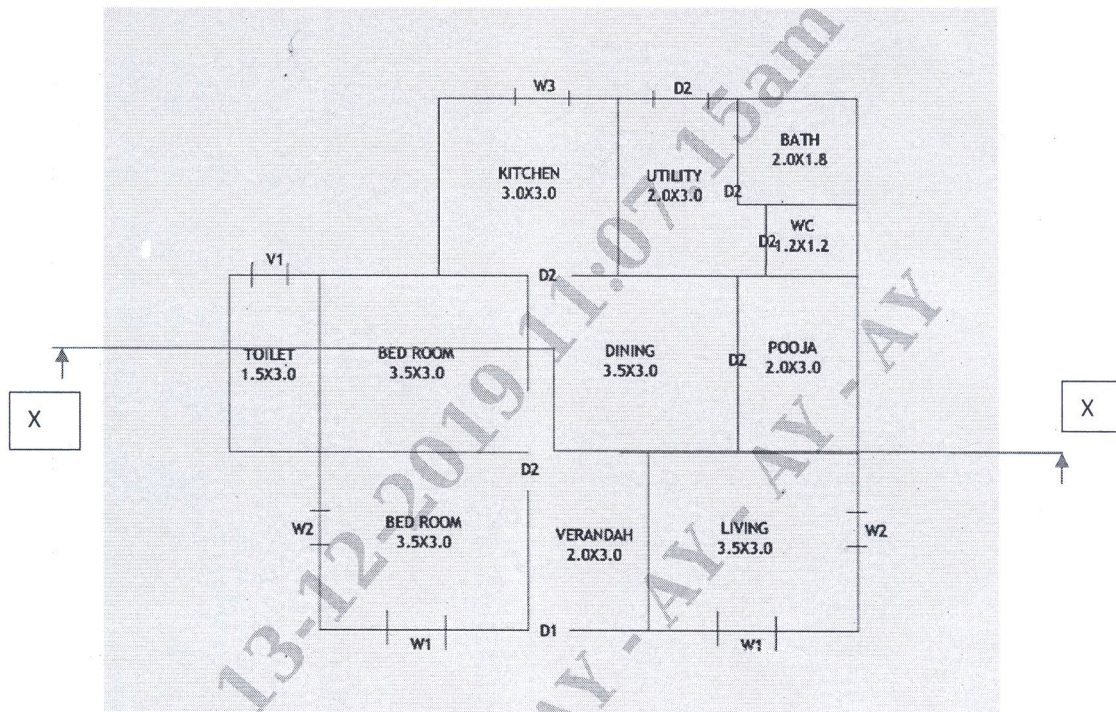 W3
D2
BATH
2.0X1.8
KITCHEN
3.0X3.0
UTILITY
2.0X3.0
D2
WC
1.2X1.2
D2
V1
D2
TOILET
1.5X3.0
BED ROOM
3.5X3.0
DINING
3.5X3.0
D2
POOJA
2.0X3.0
X
X
D2
BED ROOM
3.5X3.0
W2
VERANDAH
2.0X3.0
LIVING
3.5X3.0
W2
W1
D1
W1
13-12-2019 11:07.15am
AY - AY - AY - AY